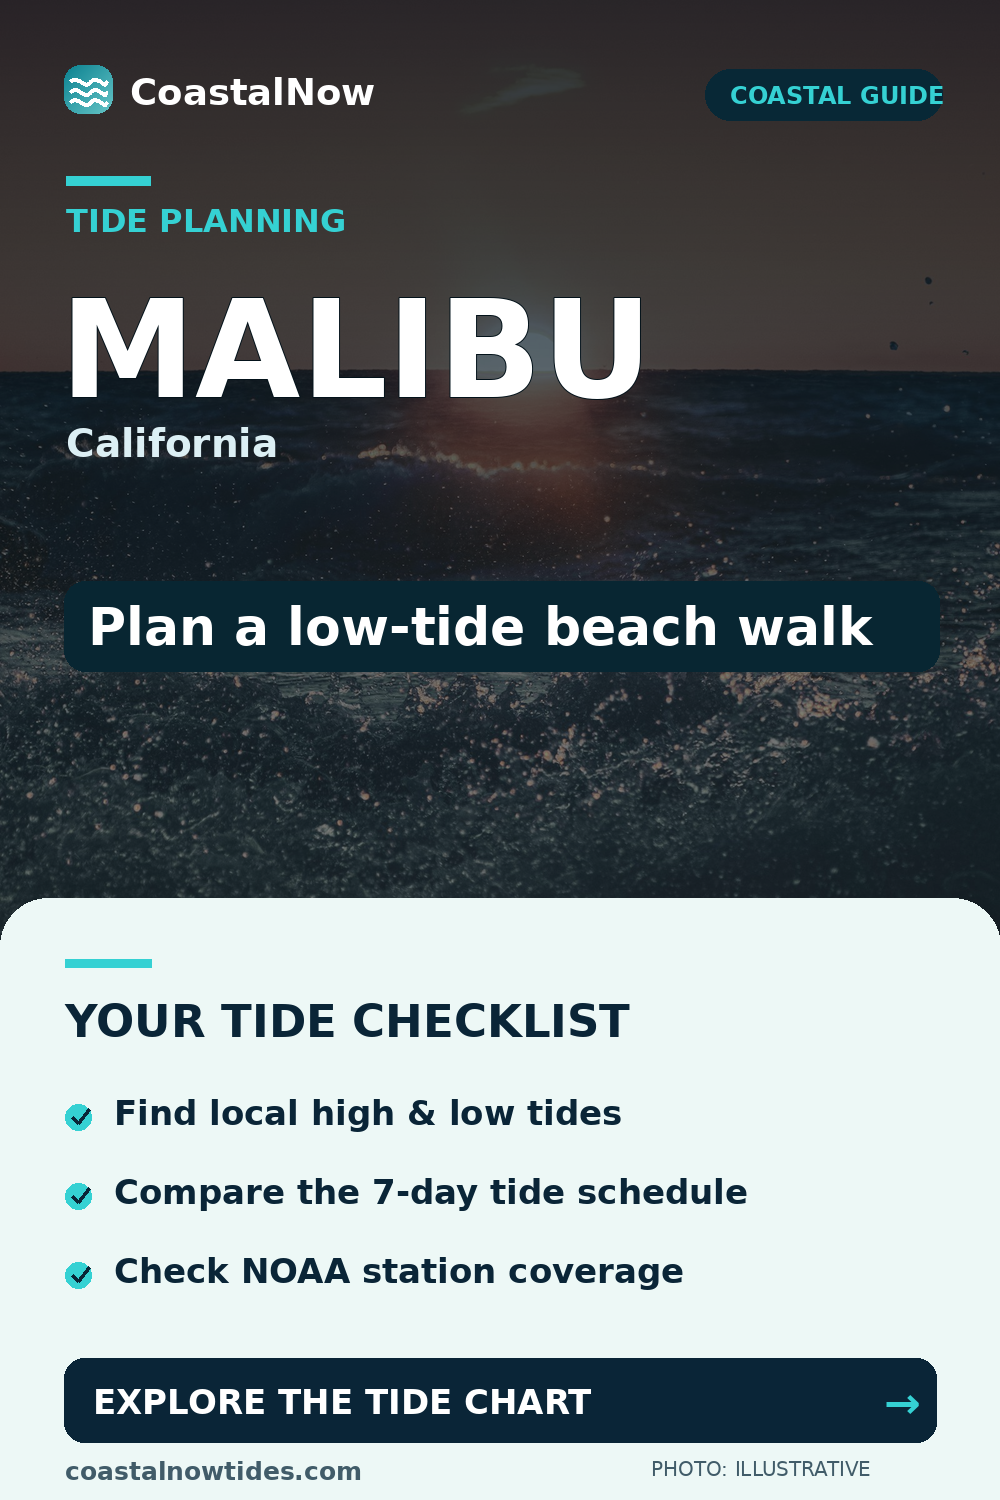 CoastalNow
COASTAL GUIDE
TIDE PLANNING
MALIBU
California
Plan a low-tide beach walk
YOUR TIDE CHECKLIST
Find local high & low tides
Compare the 7-day tide schedule
Check NOAA station coverage
EXPLORE THE TIDE CHART →
coastalnowtides.com
PHOTO: ILLUSTRATIVE